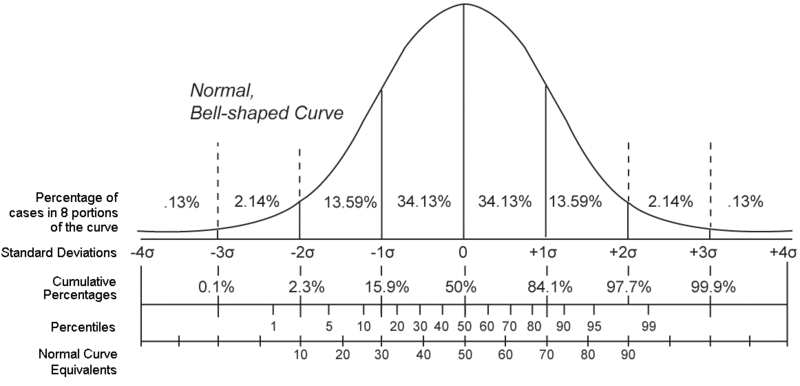 Normal,
Bell-shaped Curve
Percentage of
cases in 8 portions
of the curve
.13% 2.14% 13.59% 34.13% 34.13% 13.59% 2.14% .13%
Standard Deviations -4σ -3σ -2σ -1σ 0 +1σ +2σ +3σ +4σ
Cumulative
Percentages
0.1% 2.3% 15.9% 50% 84.1% 97.7% 99.9%
Percentiles 1 5 10 20 30 40 50 60 70 80 90 95 99
Normal Curve
Equivalents
10 20 30 40 50 60 70 80 90